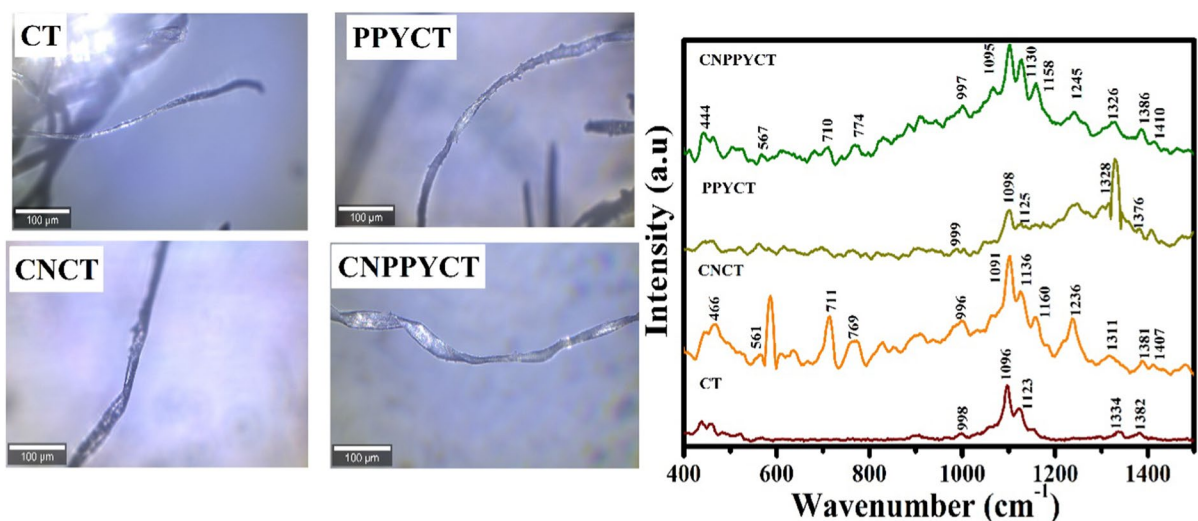 CT
100 µm
PPYCT
100 µm
CNCT
100 µm
CNPPYCT
100 µm
Intensity (a.u)
CNPPYCT
444
567
710
774
997
1095
1130
1158
1245
1326
1386
1410
PPYCT
999
1098
1125
1328
1376
CNCT
466
561
711
769
996
1091
1136
1160
1236
1311
1381
1407
CT
998
1096
1123
1334
1382
400 600 800 1000 1200 1400
Wavenumber (cm-1)